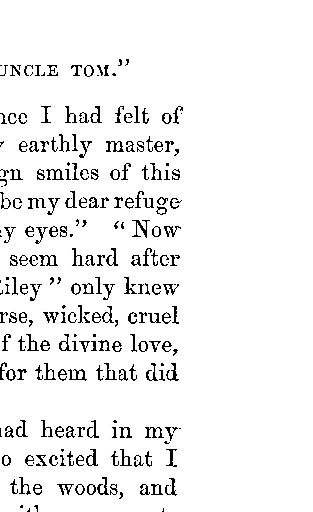 UNCLE TOM."
nce I had felt of
earthly master,
gn smiles of this
be my dear refuge
y eyes." "Now
seem hard after
iley" only knew
rse, wicked, cruel
f the divine love,
for them that did
had heard in my
o excited that I
the woods, and